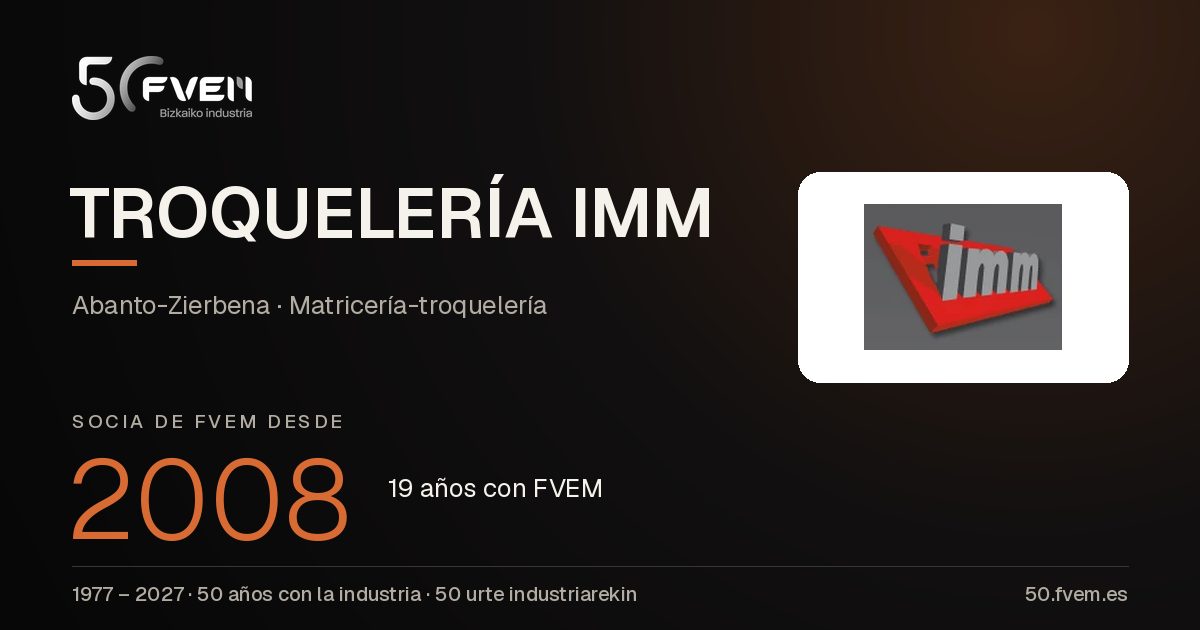 50 FVEM
Bizkaiko industria
TROQUELERÍA IMM
imm
Abanto-Zierbena · Matricería-troquelería
SOCIA DE FVEM DESDE
2008
19 años con FVEM
1977 – 2027 · 50 años con la industria · 50 urte industriarekin
50.fvem.es